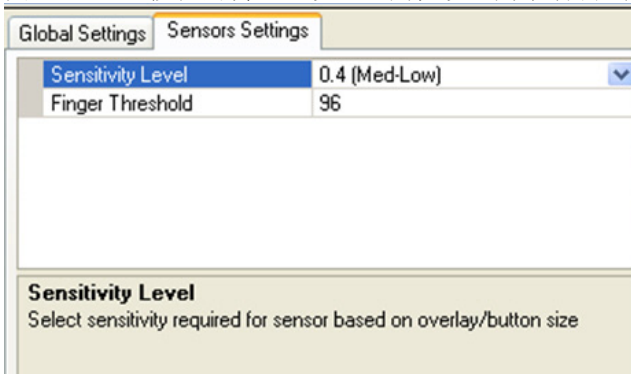 Global Settings Sensors Settings
Sensitivity Level 0.4 (Med-Low)
Finger Threshold 96
Sensitivity Level
Select sensitivity required for sensor based on overlay/button size